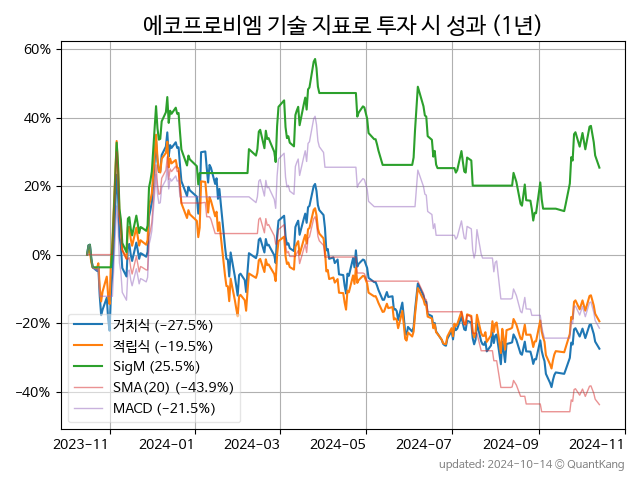 에코프로비엠 기술 지표로 투자 시 성과 (1년)
60%
40%
20%
0%
−20%
−40%
거치식 (−27.5%)
적립식 (−19.5%)
SigM (25.5%)
SMA(20) (−43.9%)
MACD (−21.5%)
2023-11 2024-01 2024-03 2024-05 2024-07 2024-09 2024-11
updated: 2024-10-14 © QuantKang